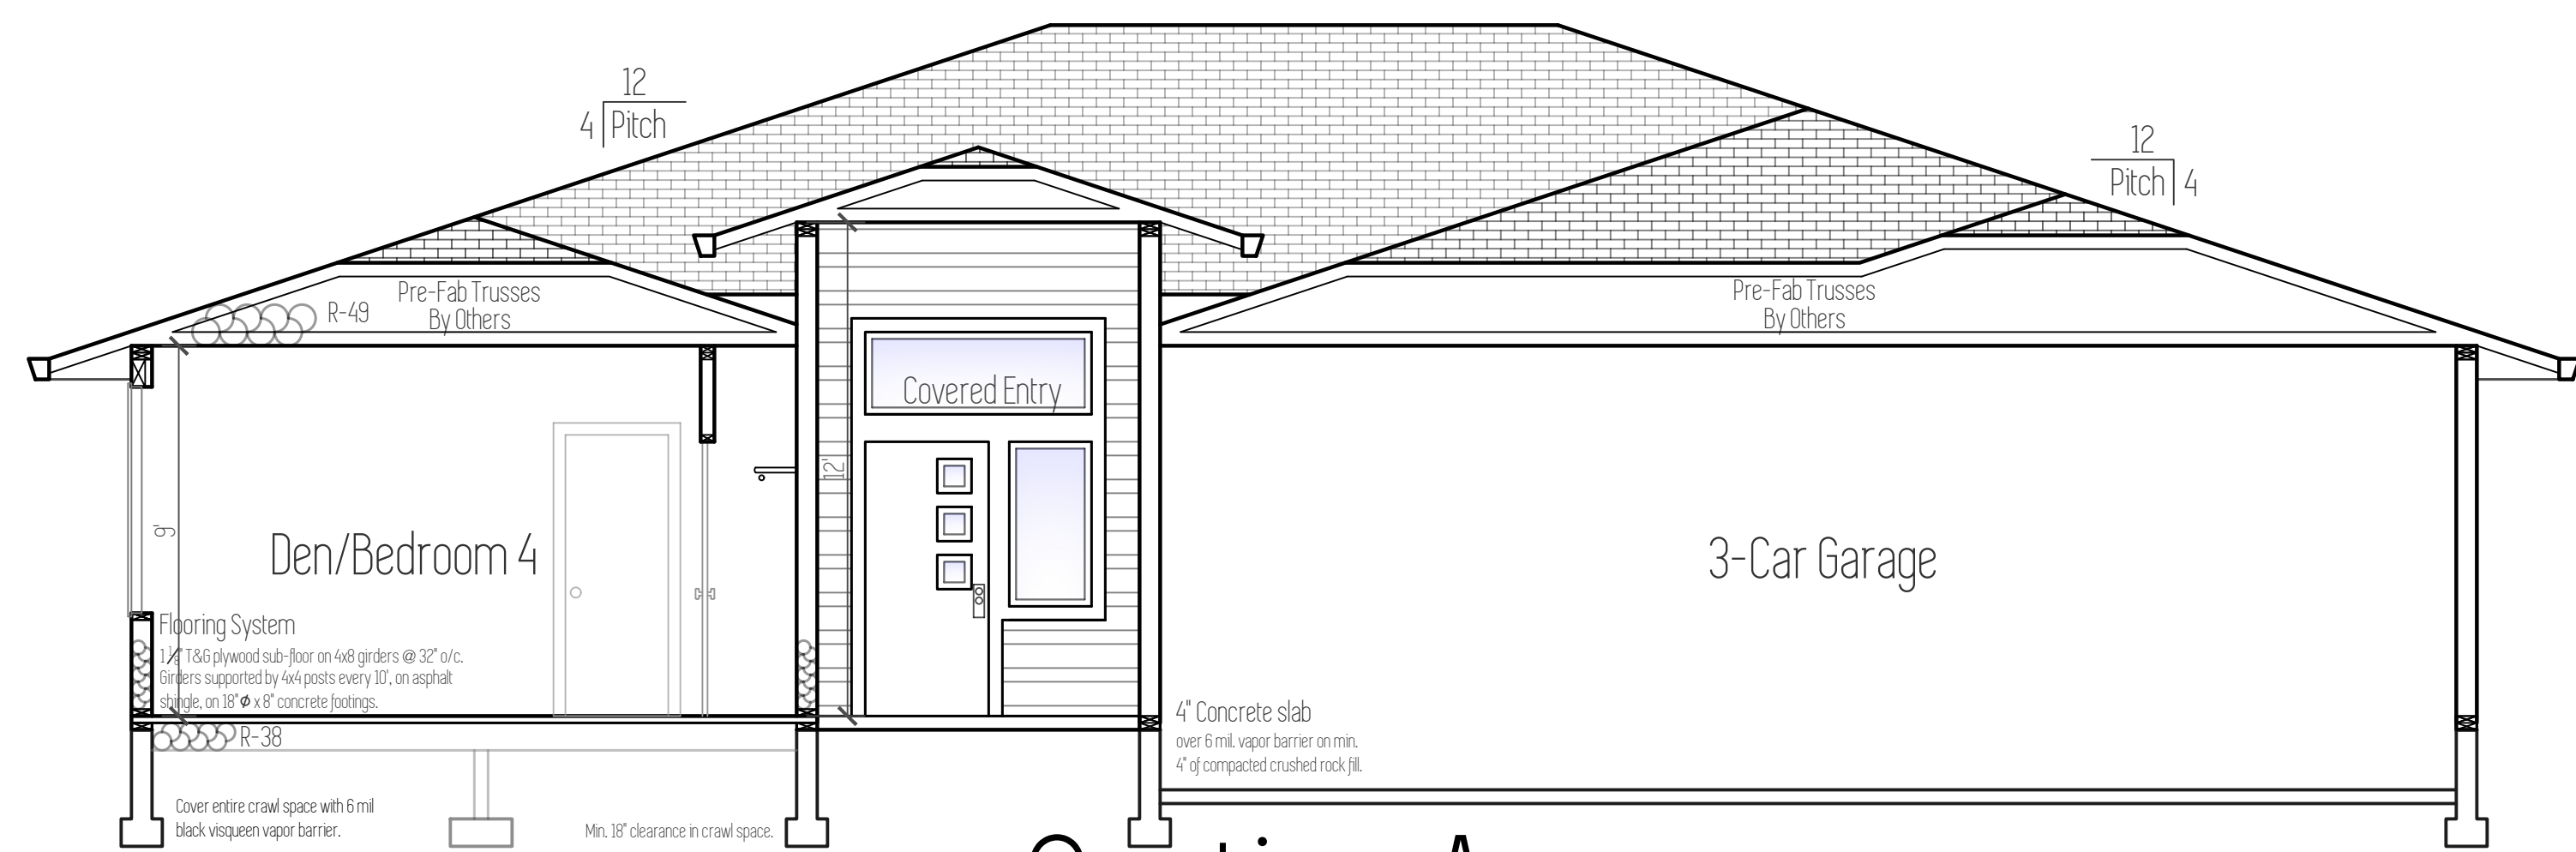 12
4 Pitch
12
Pitch 4
Pre-Fab Trusses
By Others
R-49
Pre-Fab Trusses
By Others
Covered Entry
12'
9'
Den/Bedroom 4
3-Car Garage
Flooring System
1 1/8" T&G plywood sub-floor on 4x8 girders @ 32" o/c.
Girders supported by 4x4 posts every 10', on asphalt
shingle, on 18" Ø x 8" concrete footings.
R-38
4" Concrete slab
over 6 mil. vapor barrier on min.
4" of compacted crushed rock fill.
Cover entire crawl space with 6 mil
black visqueen vapor barrier.
Min. 18" clearance in crawl space.